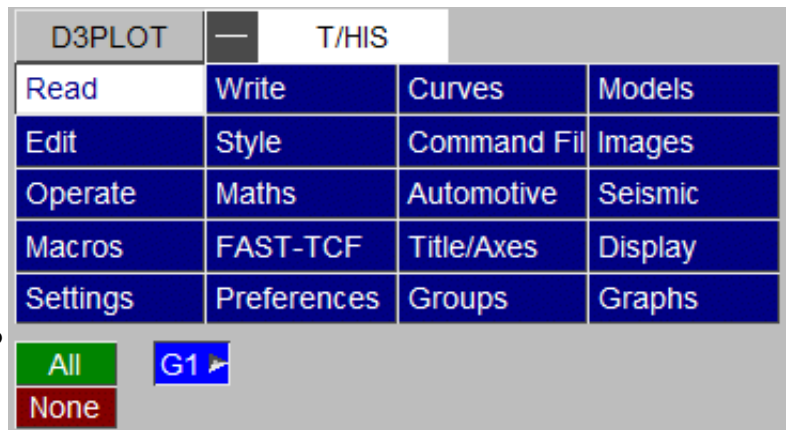 D3PLOT — T/HIS
Read Write Curves Models
Edit Style Command Fil Images
Operate Maths Automotive Seismic
Macros FAST-TCF Title/Axes Display
Settings Preferences Groups Graphs
All G1
None